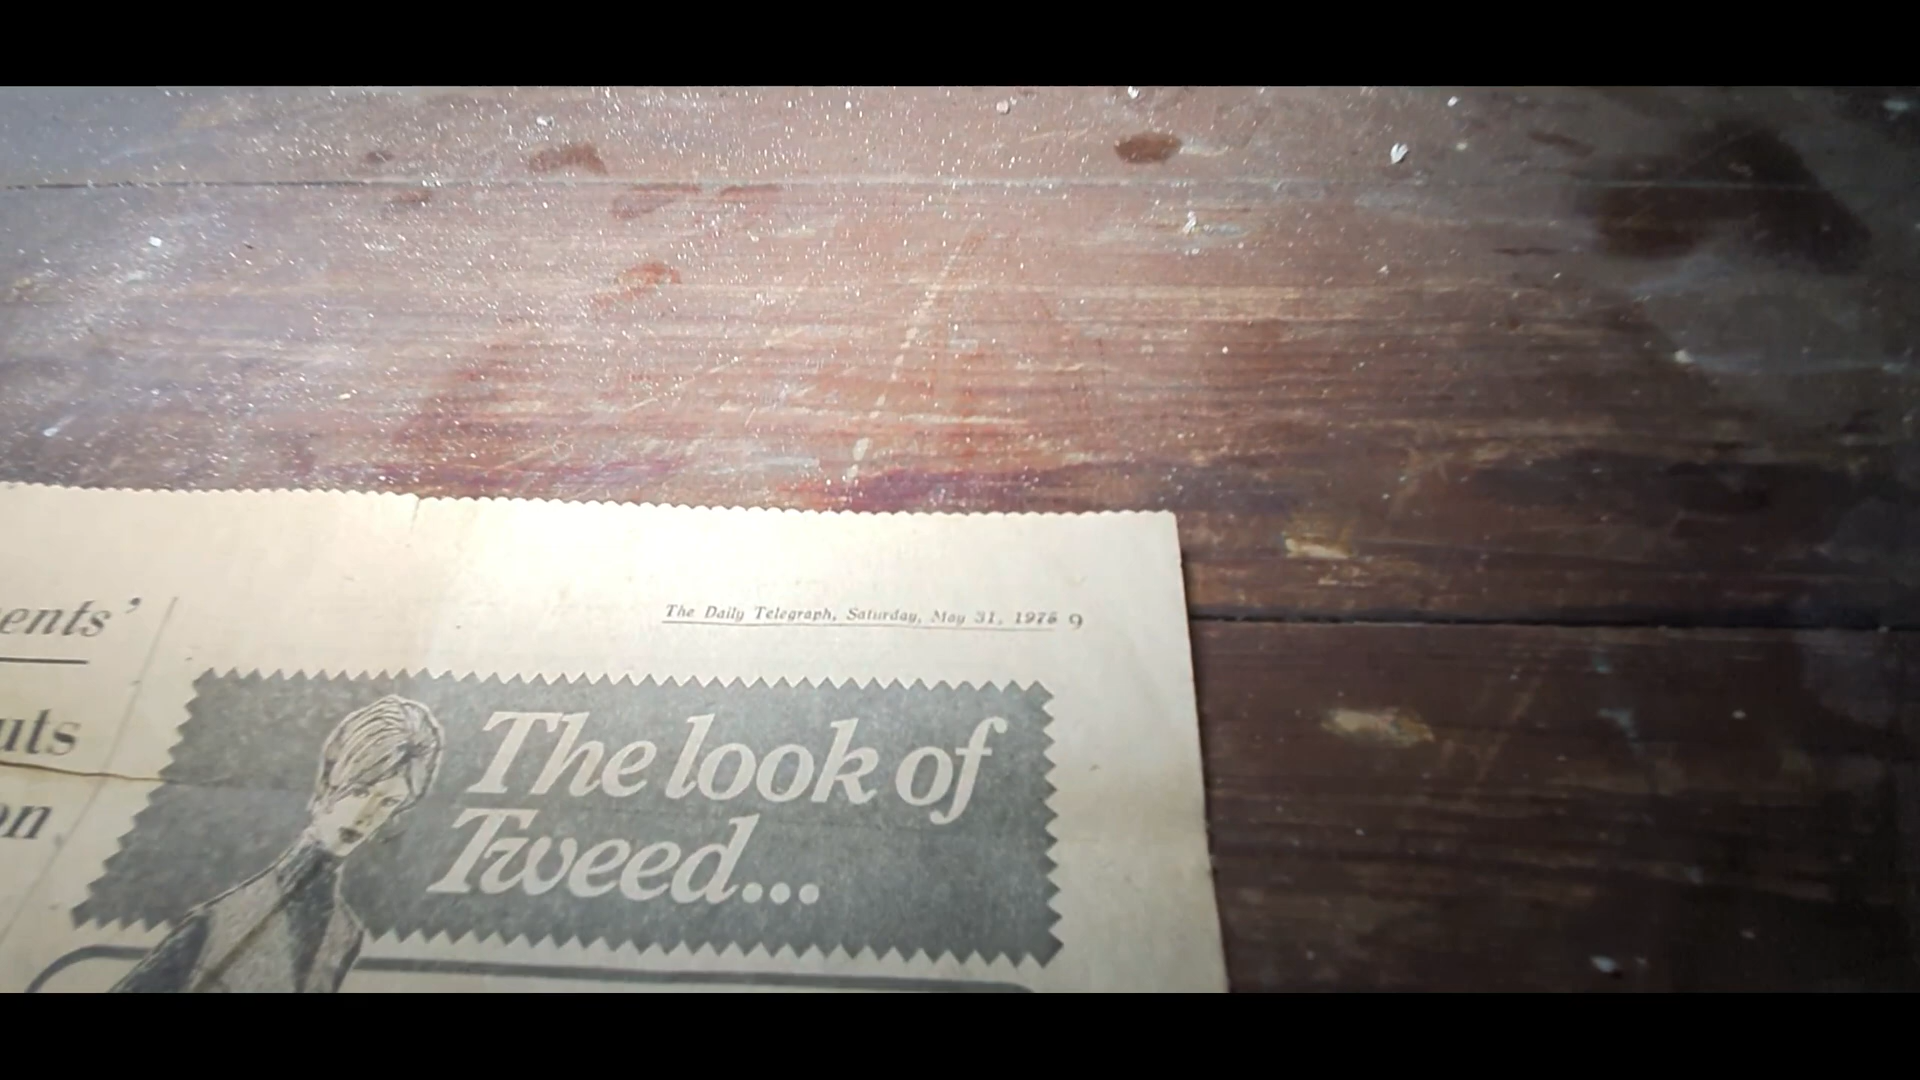 ents’
uts
on
The Daily Telegraph, Saturday, May 31, 1975 9
The look of
Tweed...